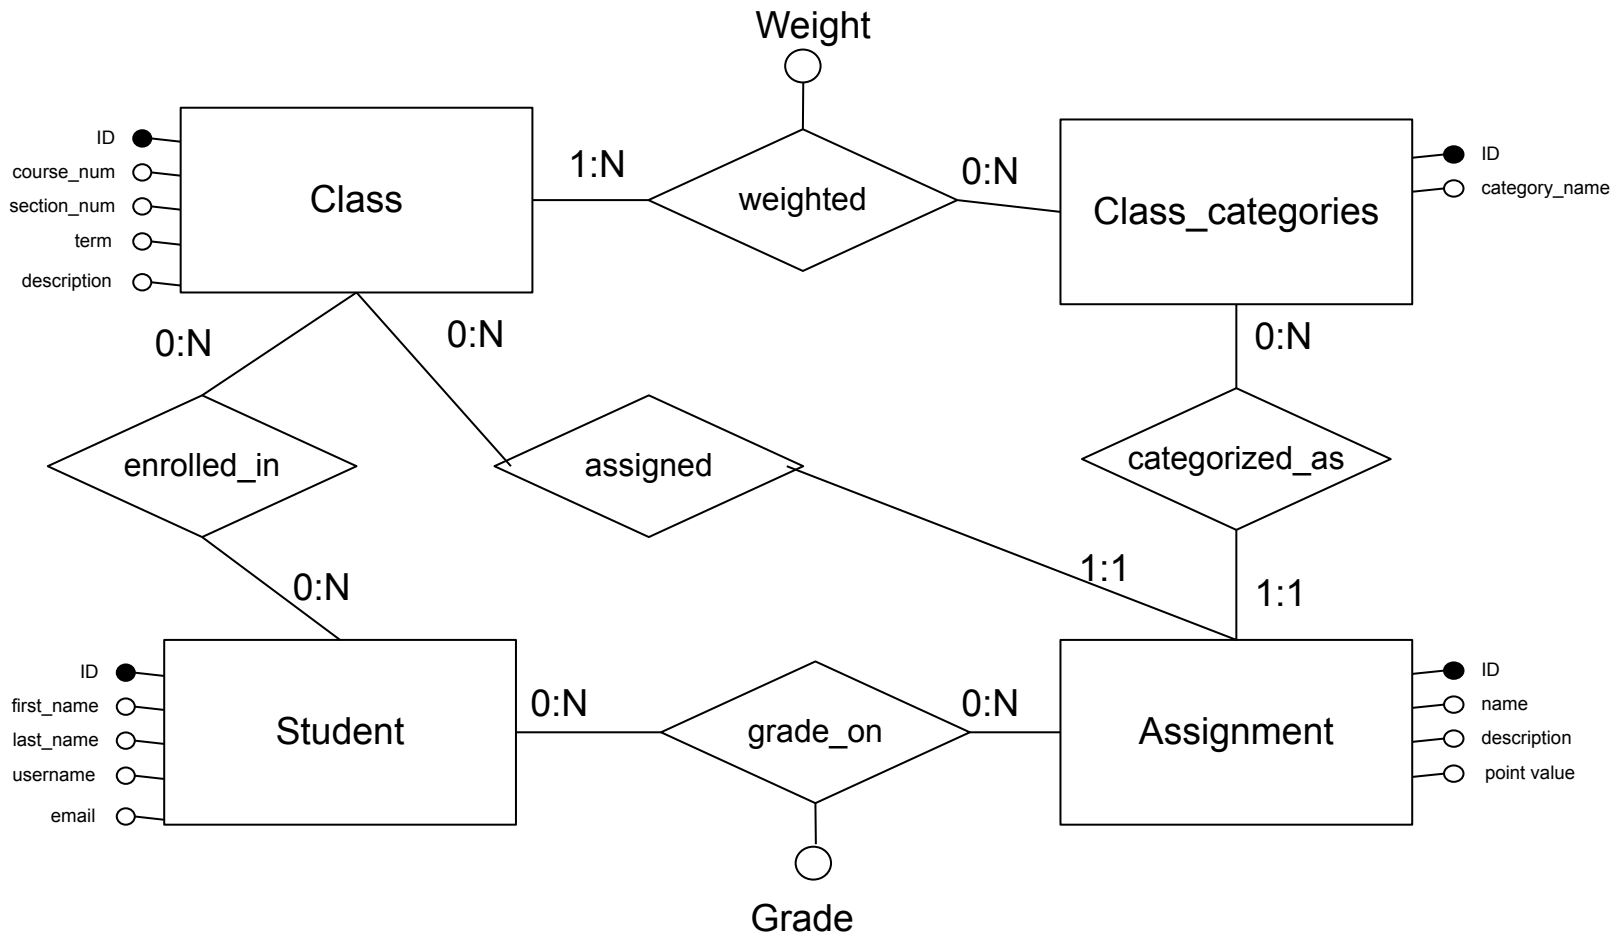 Weight
ID
course_num
section_num
term
description
Class
1:N
weighted
0:N
Class_categories
ID
category_name
0:N
0:N
0:N
enrolled_in
assigned
categorized_as
0:N
1:1
1:1
ID
first_name
last_name
username
email
Student
0:N
grade_on
0:N
Assignment
ID
name
description
point value
Grade